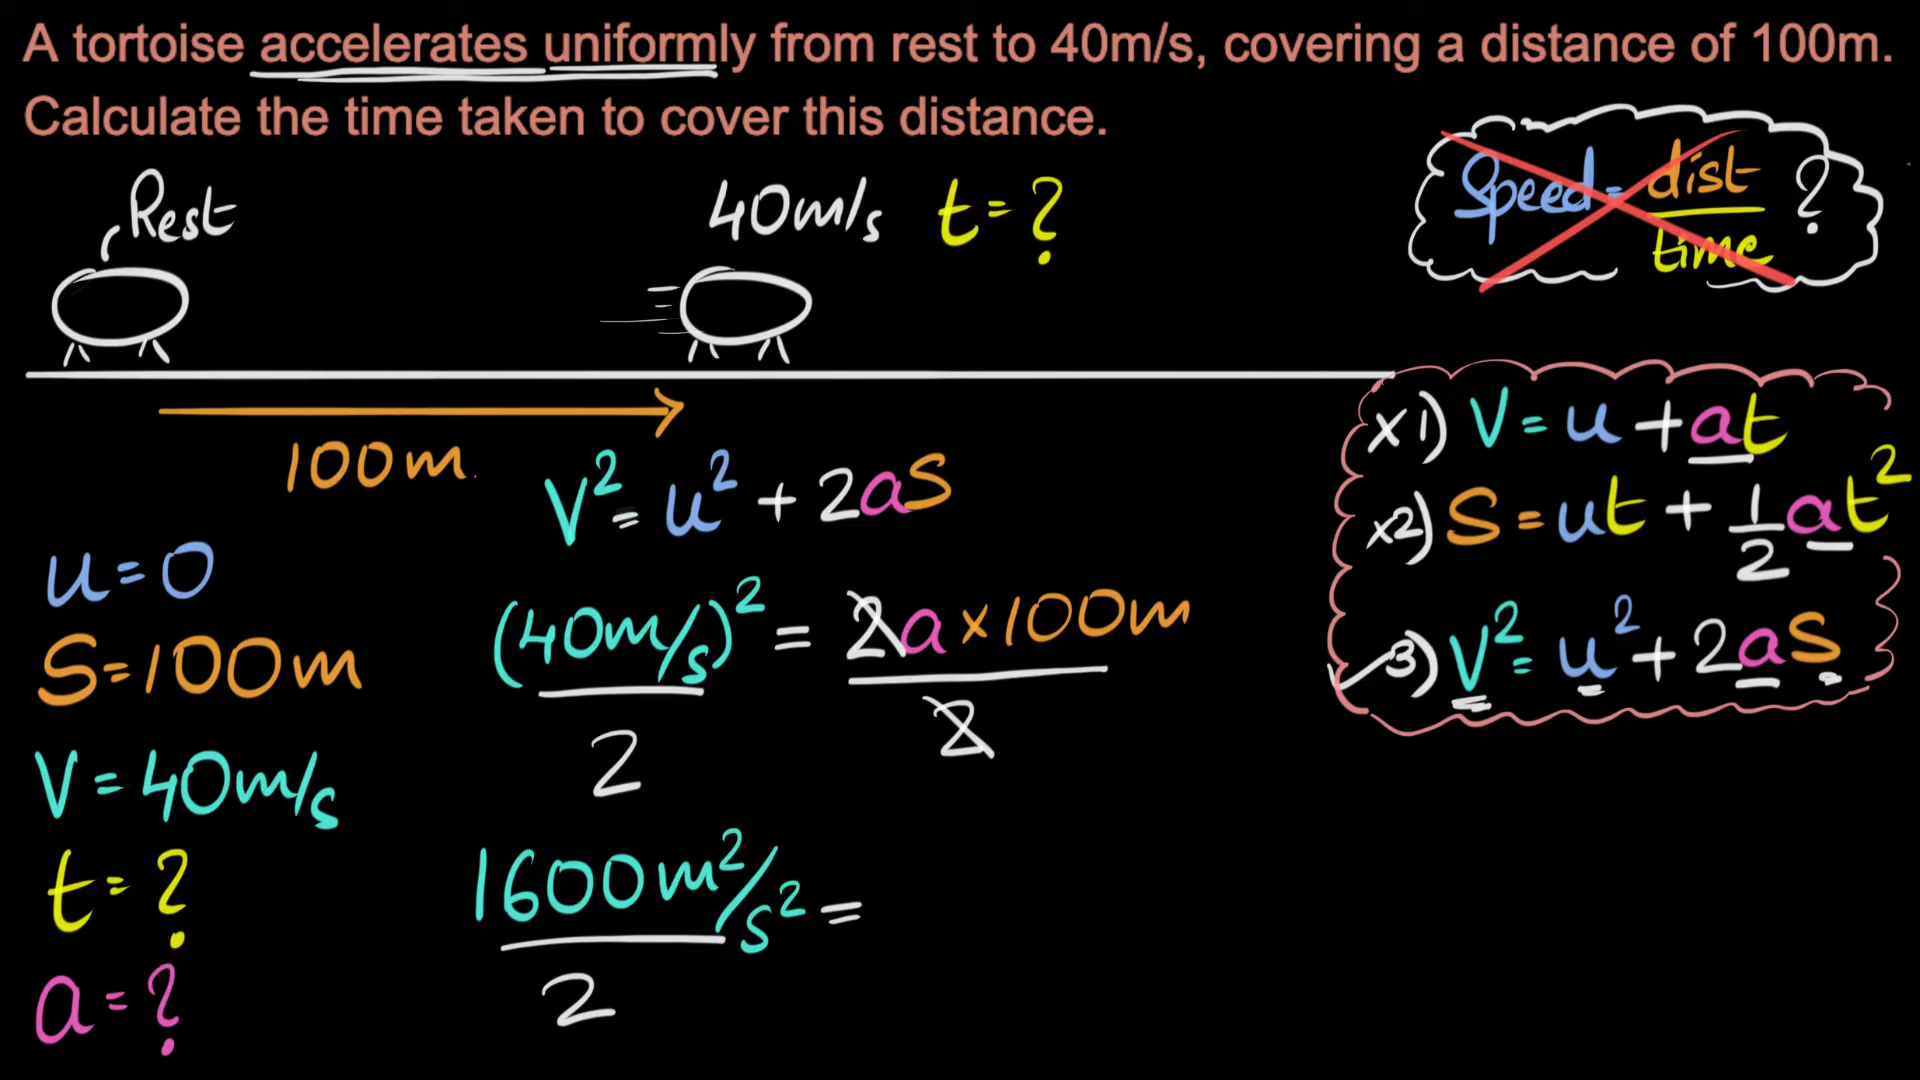 A tortoise accelerates uniformly from rest to 40m/s, covering a distance of 100m.
Calculate the time taken to cover this distance.
Speed = dist/time ?
Rest
40m/s t = ?
100m
x1) V = u + at
x2) S = ut + 1/2 at²
✓3) V² = u² + 2aS
V² = u² + 2aS
u = 0
(40m/s)²/2 = 2a × 100m/2
S = 100m
V = 40m/s
t = ?
1600m²/s²/2 =
a = ?